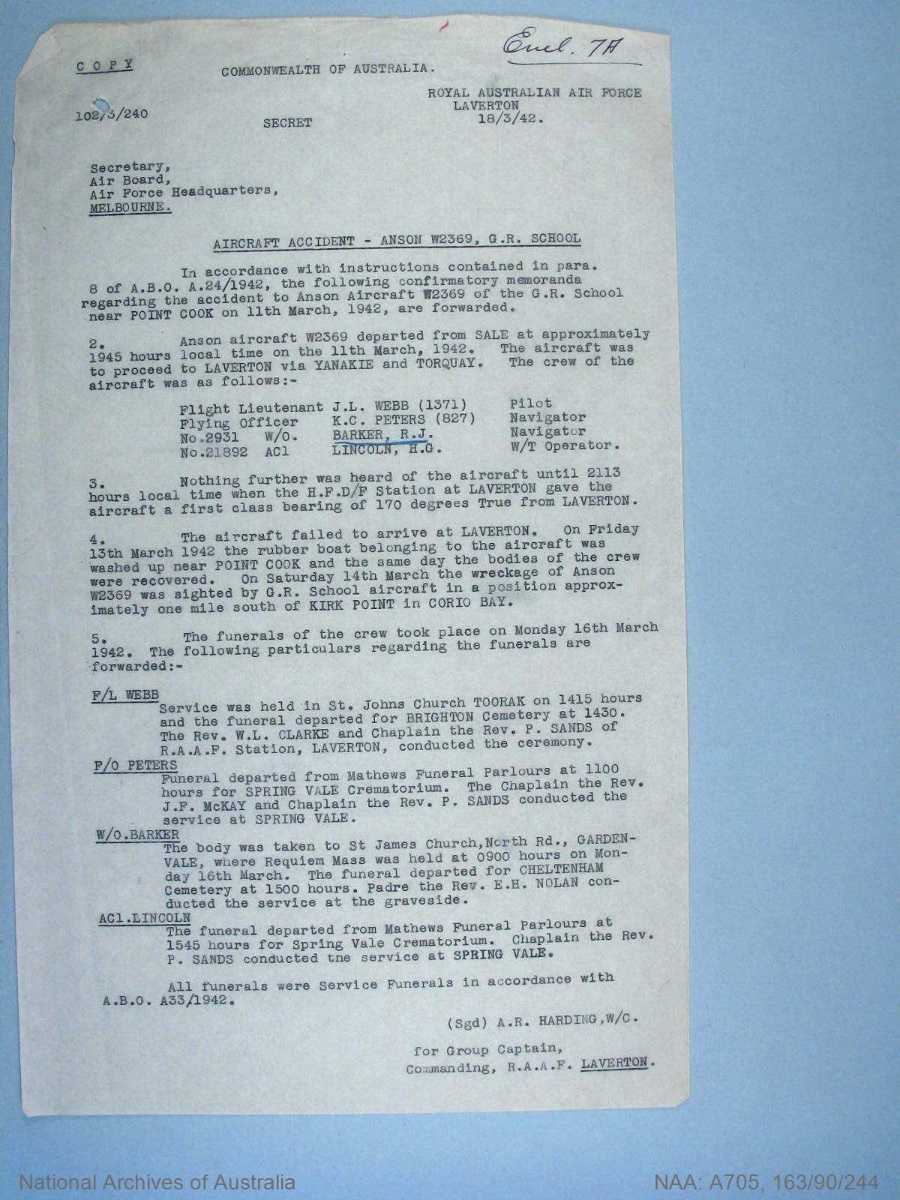 Encl. 7A
COPY
COMMONWEALTH OF AUSTRALIA.
ROYAL AUSTRALIAN AIR FORCE
LAVERTON
102/3/240
18/3/42.
SECRET
Secretary,
Air Board,
Air Force Headquarters,
MELBOURNE.
AIRCRAFT ACCIDENT - ANSON W2369, G.R. SCHOOL
In accordance with instructions contained in para.
8 of A.B.O. A.24/1942, the following confirmatory memoranda
regarding the accident to Anson Aircraft W2369 of the G.R. School
near POINT COOK on 11th March, 1942, are forwarded.
2. Anson aircraft W2369 departed from SALE at approximately
1945 hours local time on the 11th March, 1942. The aircraft was
to proceed to LAVERTON via YANAKIE and TORQUAY. The crew of the
aircraft was as follows:-
Flight Lieutenant J.L. WEBB (1371) Pilot
Flying Officer K.C. PETERS (827) Navigator
No.2931 W/O. BARKER, R.J. Navigator
No.21892 AC1 LINCOLN, H.G. W/T Operator.
3. Nothing further was heard of the aircraft until 2113
hours local time when the H.F.D/F Station at LAVERTON gave the
aircraft a first class bearing of 170 degrees True from LAVERTON.
4. The aircraft failed to arrive at LAVERTON. On Friday
13th March 1942 the rubber boat belonging to the aircraft was
washed up near POINT COOK and the same day the bodies of the crew
were recovered. On Saturday 14th March the wreckage of Anson
W2369 was sighted by G.R. School aircraft in a position approx-
imately one mile south of KIRK POINT in CORIO BAY.
5. The funerals of the crew took place on Monday 16th March
1942. The following particulars regarding the funerals are
forwarded:-
F/L WEBB
Service was held in St. Johns Church TOORAK on 1415 hours
and the funeral departed for BRIGHTON Cemetery at 1430.
The Rev. W.L. CLARKE and Chaplain the Rev. P. SANDS of
R.A.A.F. Station, LAVERTON, conducted the ceremony.
F/O PETERS
Funeral departed from Mathews Funeral Parlours at 1100
hours for SPRING VALE Crematorium. The Chaplain the Rev.
J.F. McKAY and Chaplain the Rev. P. SANDS conducted the
service at SPRING VALE.
W/O.BARKER
The body was taken to St James Church,North Rd., GARDEN-
VALE, where Requiem Mass was held at 0900 hours on Mon-
day 16th March. The funeral departed for CHELTENHAM
Cemetery at 1500 hours. Padre the Rev. E.H. NOLAN con-
ducted the service at the graveside.
AC1.LINCOLN
The funeral departed from Mathews Funeral Parlours at
1545 hours for Spring Vale Crematorium. Chaplain the Rev.
P. SANDS conducted tne service at SPRING VALE.
All funerals were Service Funerals in accordance with
A.B.O. A33/1942.
(Sgd) A.R. HARDING,W/C.
for Group Captain,
Commanding, R.A.A.F. LAVERTON.
National Archives of Australia
NAA: A705, 163/90/244